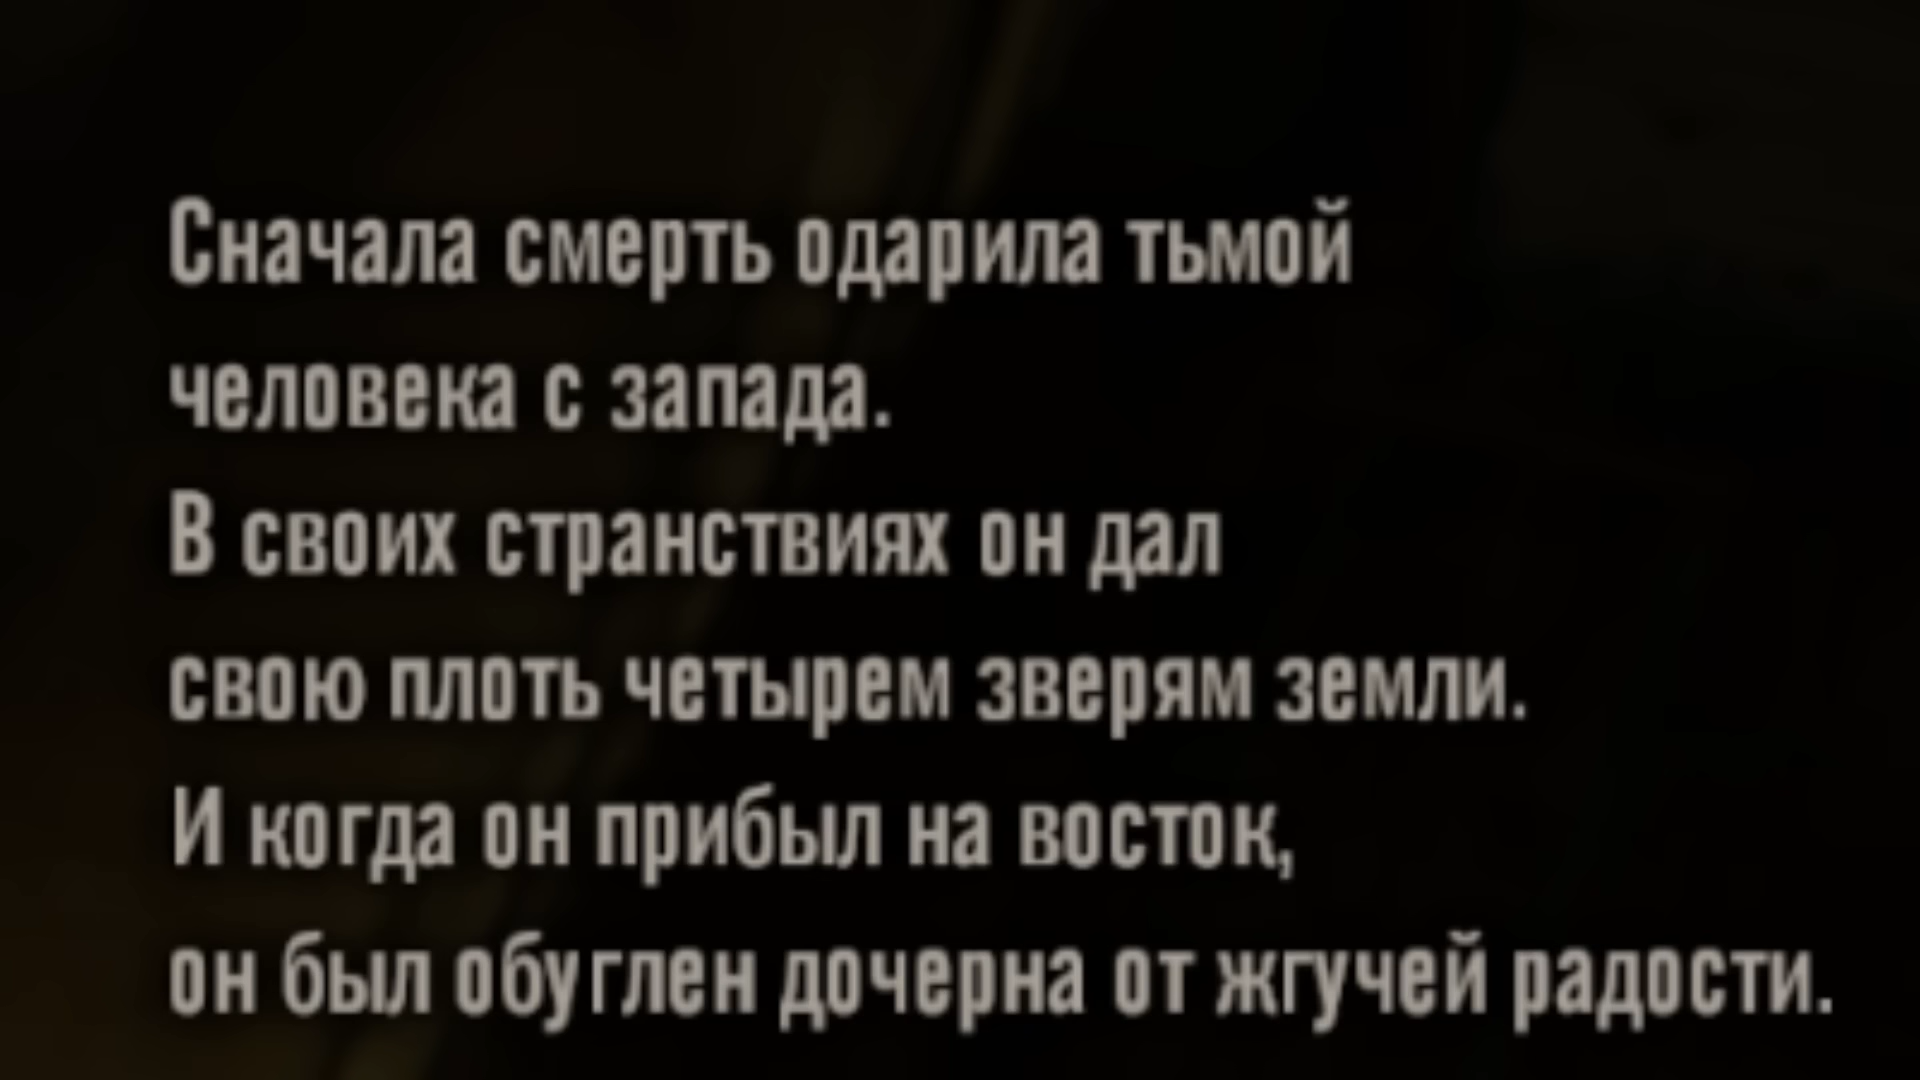 Сначала смерть одарила тьмой
человека с запада.
В своих странствиях он дал
свою плоть четырем зверям земли.
И когда он прибыл на восток,
он был обуглен дочерна от жгучей радости.